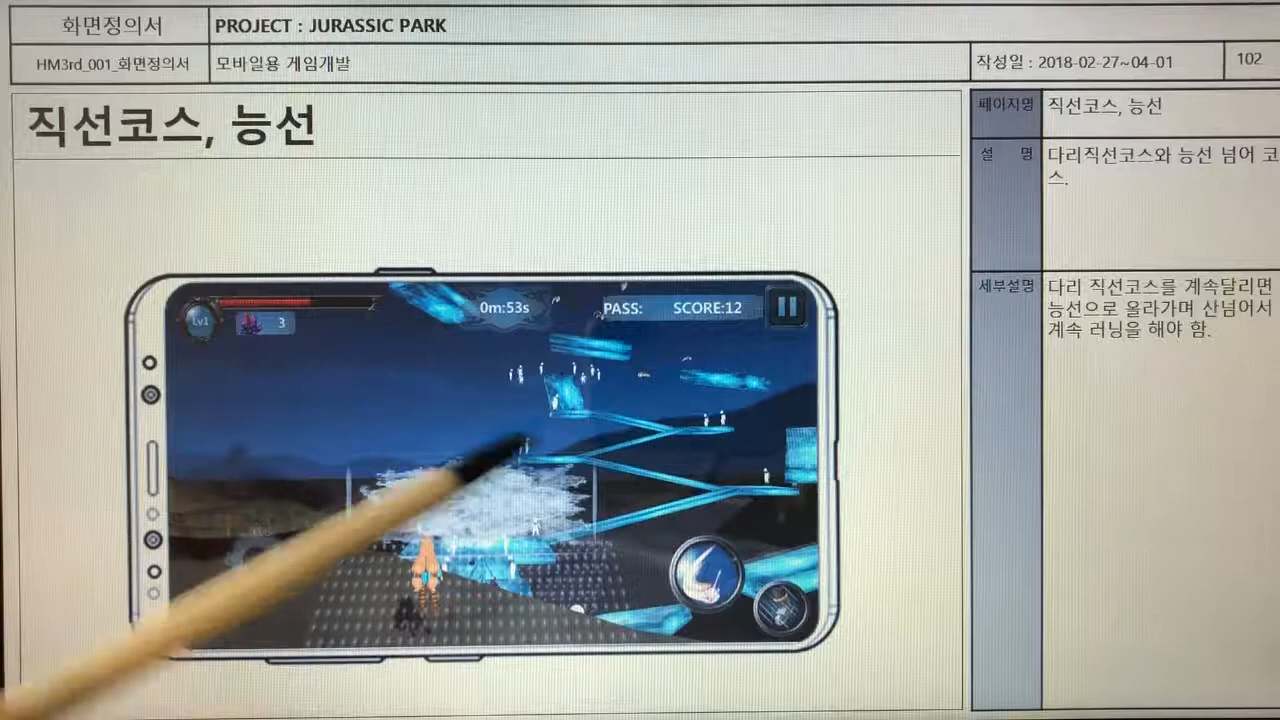 화면정의서
PROJECT : JURASSIC PARK
HM3rd_001_화면정의서
모바일용 게임개발
작성일 : 2018-02-27~04-01
102
직선코스, 능선
페이지명
직선코스, 능선
설 명
다리직선코스와 능선 넘어 코
스.
세부설명
다리 직선코스를 계속달리면
능선으로 올라가며 산넘어서
계속 러닝을 해야 함.
Lv1
3
0m:53s
PASS:
SCORE:12